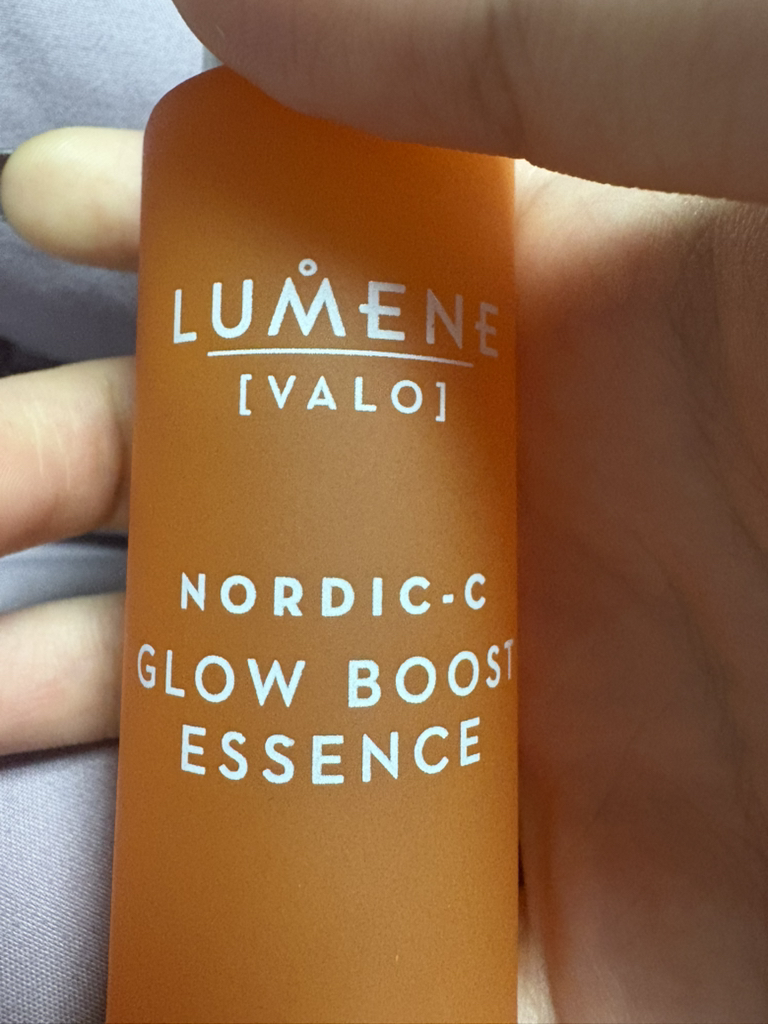 LUMENE
[VALO]
NORDIC-C
GLOW BOOST
ESSENCE